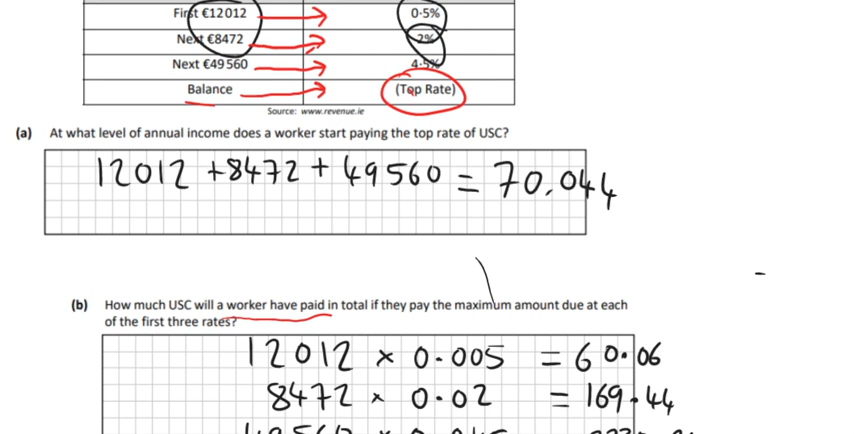 First €12012 0·5%
Next €8472 2%
Next €49560 4·5%
Balance (Top Rate)
Source: www.revenue.ie
(a) At what level of annual income does a worker start paying the top rate of USC?
12012 + 8472 + 49560 = 70.044
(b) How much USC will a worker have paid in total if they pay the maximum amount due at each
of the first three rates?
12012 × 0.005 = 60.06
8472 × 0.02 = 169.44